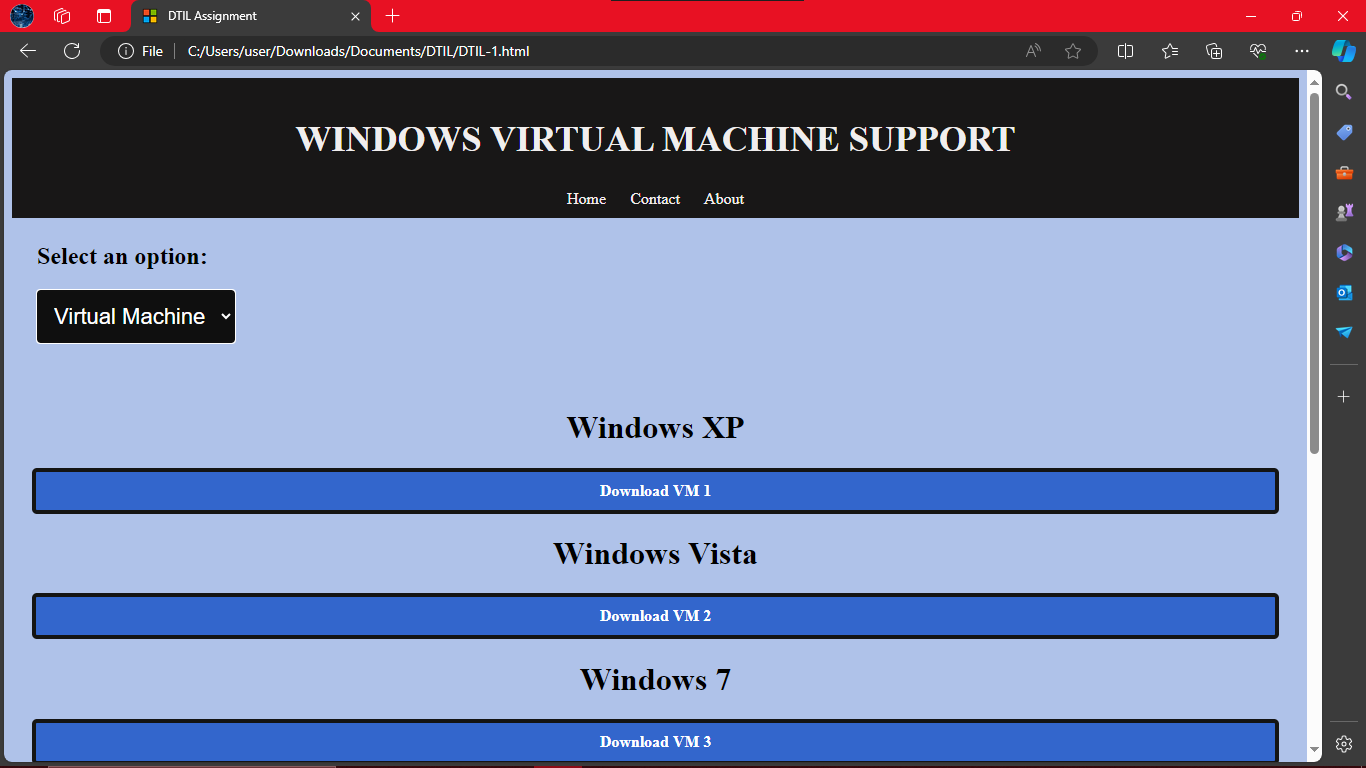 DTIL Assignment
File C:/Users/user/Downloads/Documents/DTIL/DTIL-1.html
WINDOWS VIRTUAL MACHINE SUPPORT
Home Contact About
Select an option:
Virtual Machine
Windows XP
Download VM 1
Windows Vista
Download VM 2
Windows 7
Download VM 3